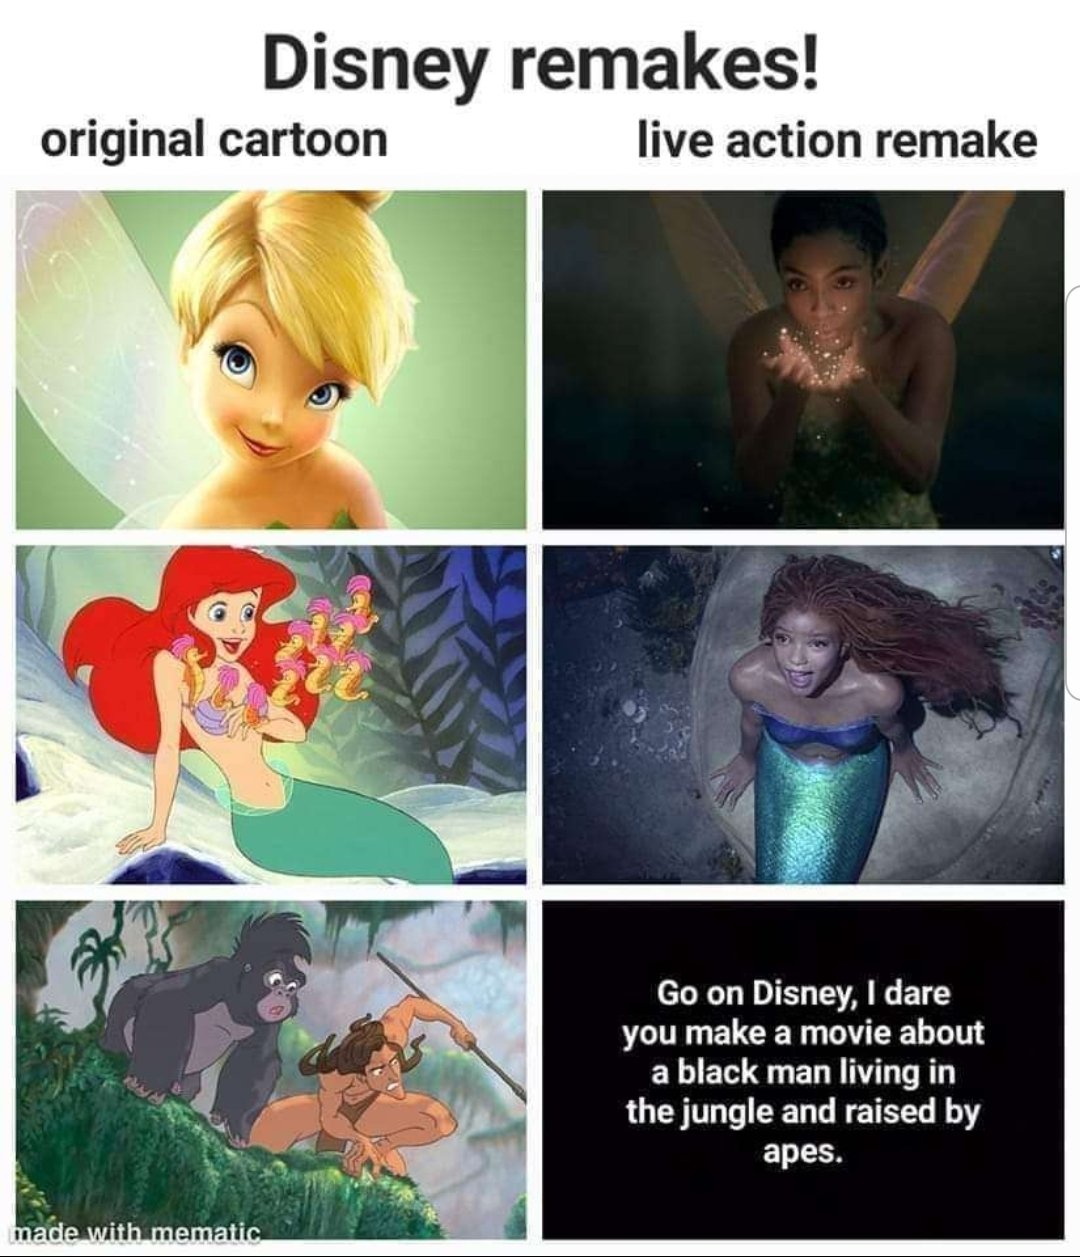 Disney remakes!
original cartoon
live action remake
Go on Disney, I dare
you make a movie about
a black man living in
the jungle and raised by
apes.
made with mematic